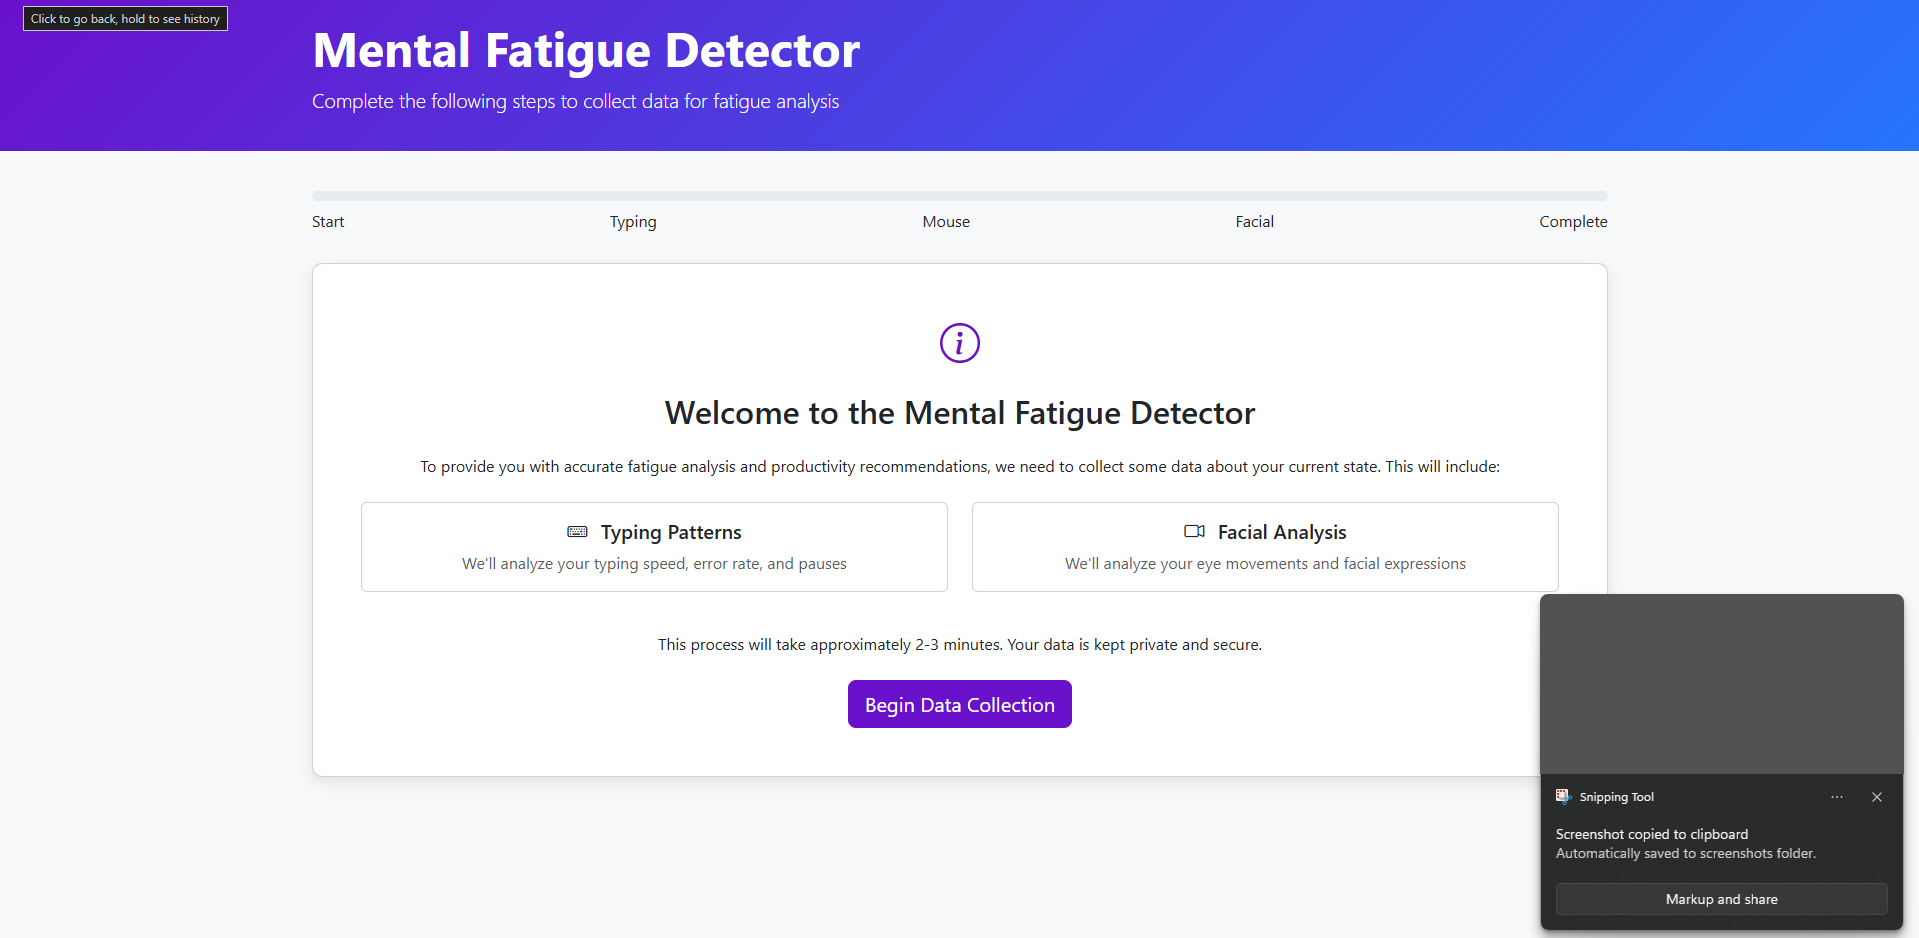 Click to go back, hold to see history
Mental Fatigue Detector
Complete the following steps to collect data for fatigue analysis
Start
Typing
Mouse
Facial
Complete
i
Welcome to the Mental Fatigue Detector
To provide you with accurate fatigue analysis and productivity recommendations, we need to collect some data about your current state. This will include:
Typing Patterns
We'll analyze your typing speed, error rate, and pauses
Facial Analysis
We'll analyze your eye movements and facial expressions
This process will take approximately 2-3 minutes. Your data is kept private and secure.
Begin Data Collection
Snipping Tool
Screenshot copied to clipboard
Automatically saved to screenshots folder.
Markup and share